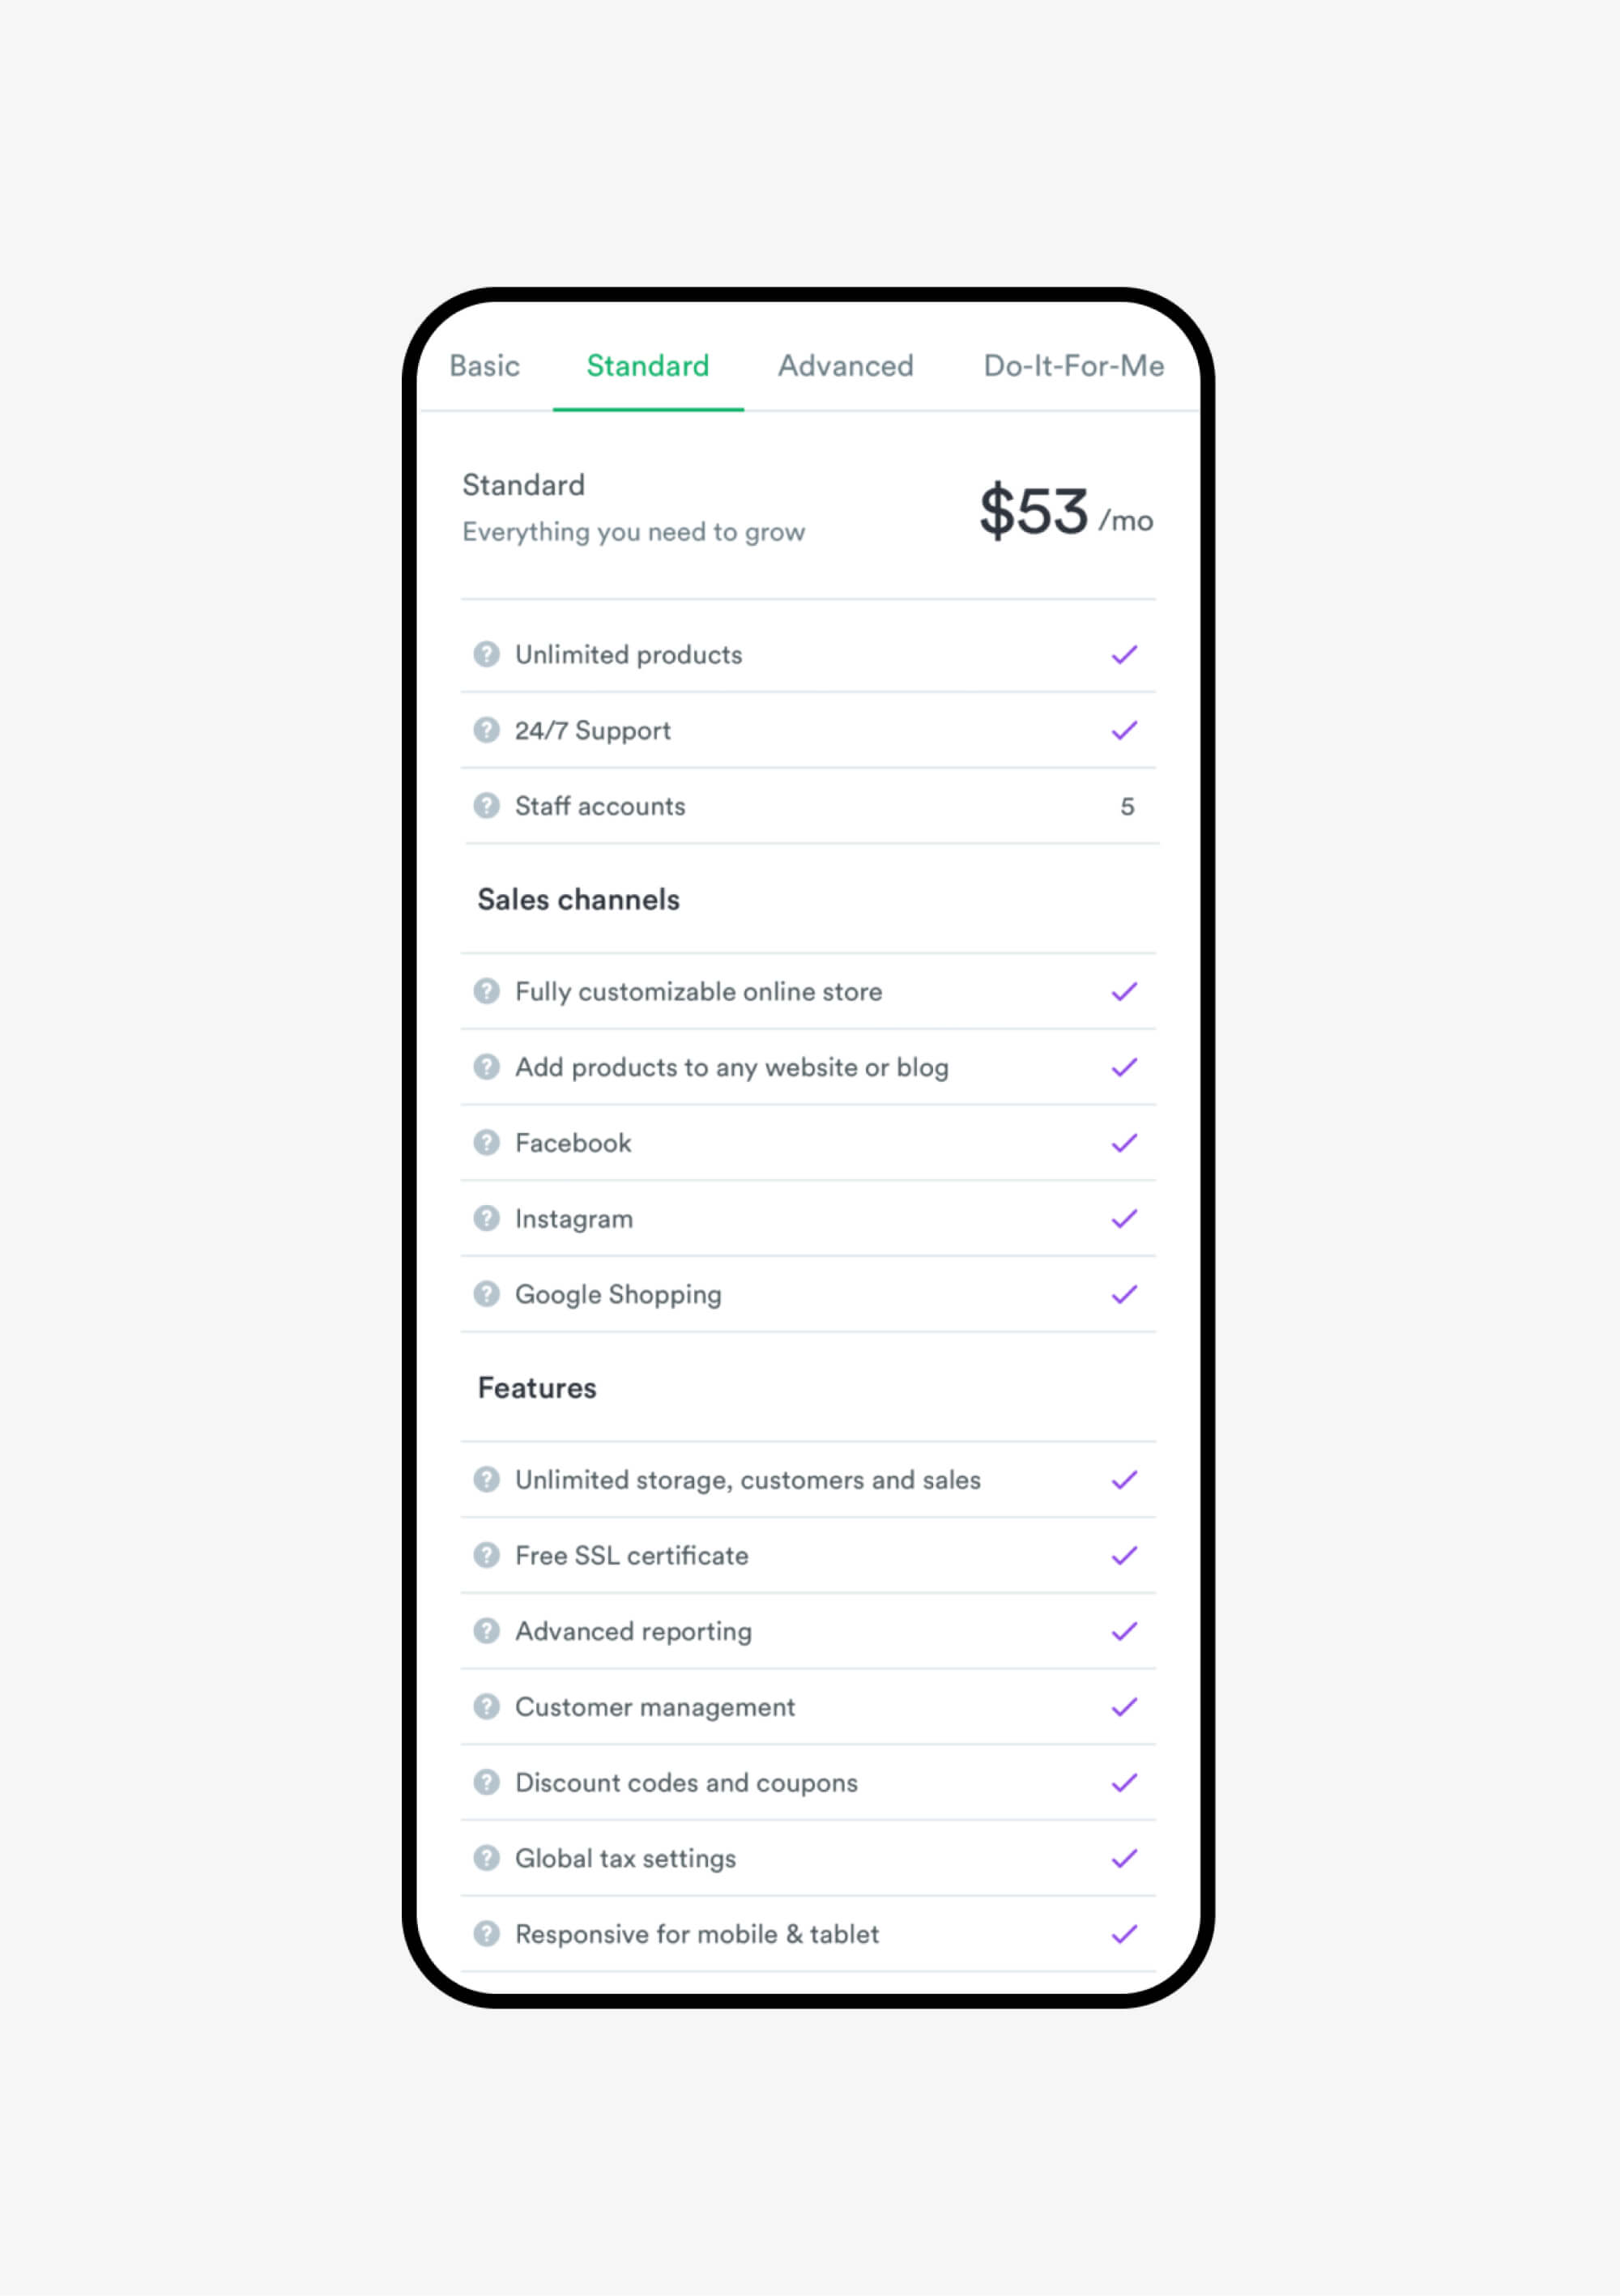 Basic Standard Advanced Do-It-For-Me
Standard
Everything you need to grow
$53 /mo
? Unlimited products
? 24/7 Support
? Staff accounts 5
Sales channels
? Fully customizable online store
? Add products to any website or blog
? Facebook
? Instagram
? Google Shopping
Features
? Unlimited storage, customers and sales
? Free SSL certificate
? Advanced reporting
? Customer management
? Discount codes and coupons
? Global tax settings
? Responsive for mobile & tablet